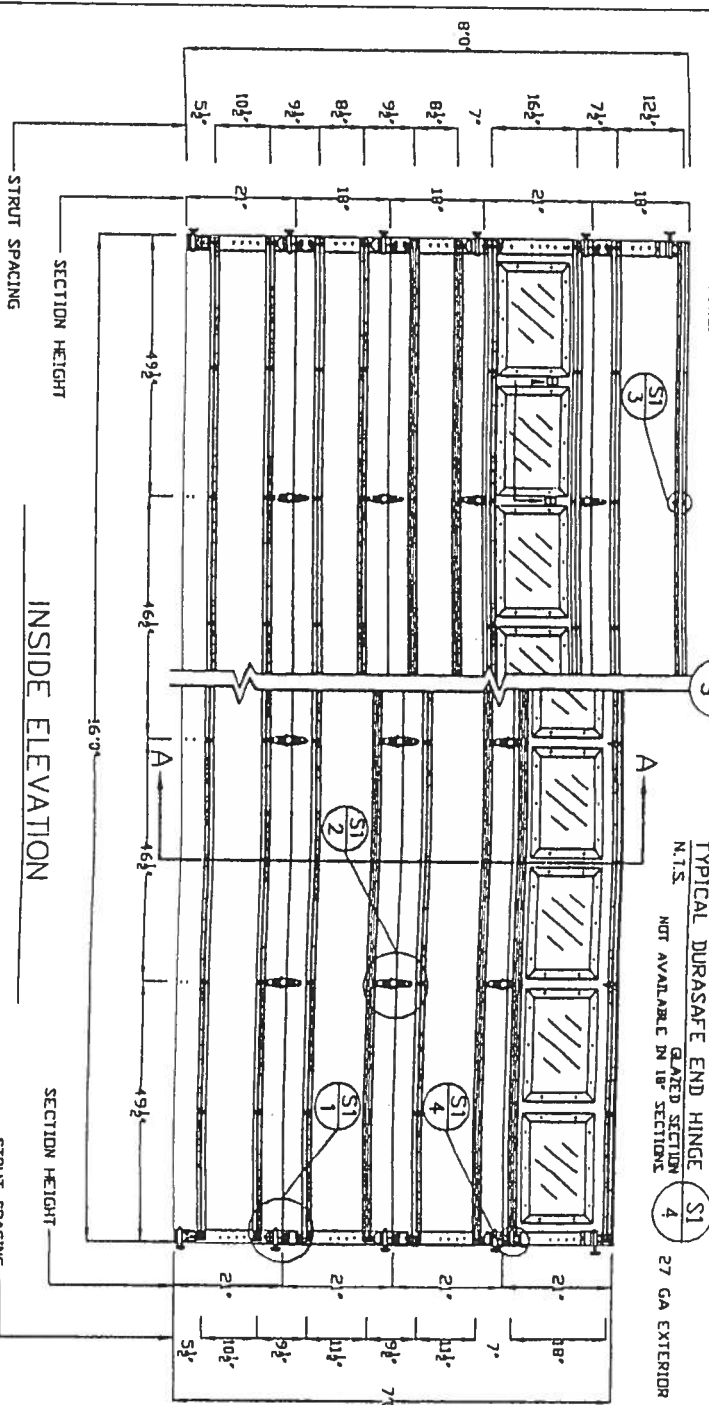 TYPICAL DURASAFE END HINGE
N.T.S.
GLAZED SECTION
NOT AVAILABLE IN 18" SECTIONS
S1
4
27 GA EXTERIOR
S1
3
S1
2
S1
1
S1
4
A
A
8'0"
5½"
10½"
9½"
8½"
9½"
8½"
7"
16½"
7½"
12½"
21"
18"
18"
21"
18"
STRUT SPACING
SECTION HEIGHT
49½"
46½"
46½"
49½"
16'0"
INSIDE ELEVATION
SECTION HEIGHT
21"
21"
21"
21"
5½"
10½"
9½"
11½"
9½"
11½"
7"
18"